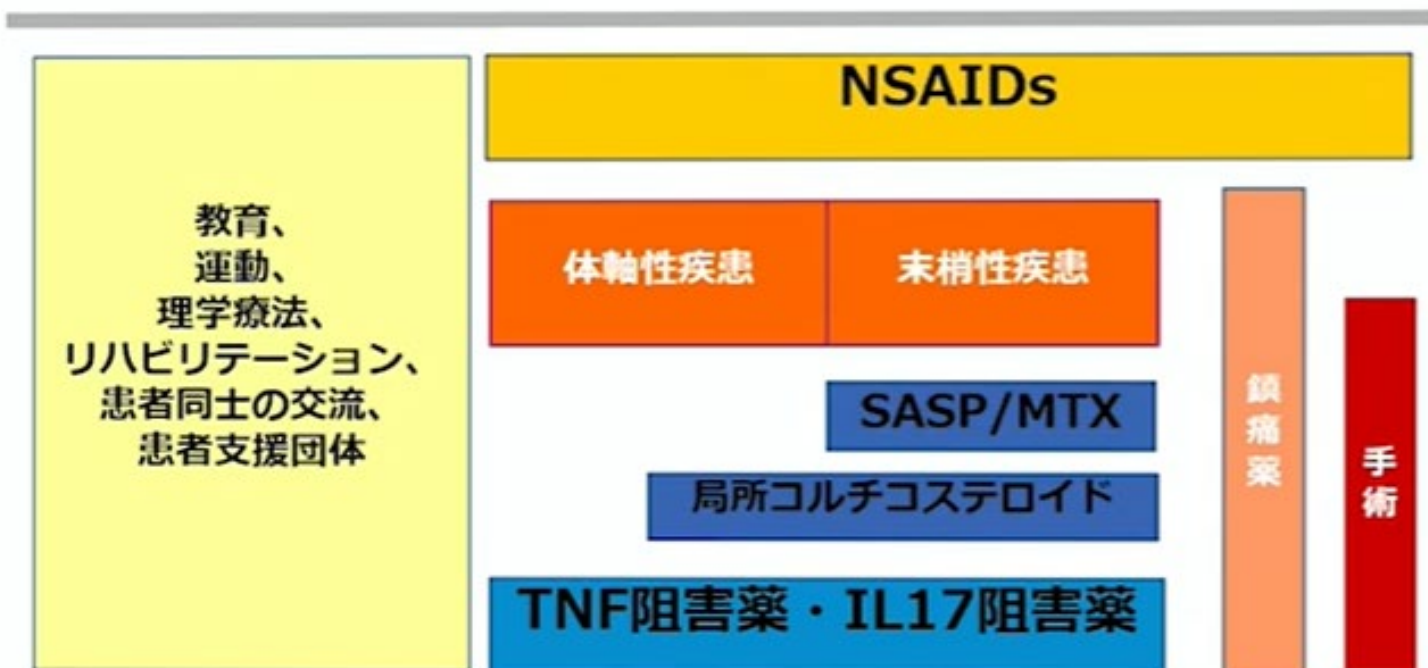 NSAIDs
教育、
運動、
理学療法、
リハビリテーション、
患者同士の交流、
患者支援団体
体軸性疾患
末梢性疾患
SASP/MTX
局所コルチコステロイド
TNF阻害薬・IL17阻害薬
鎮痛薬
手術